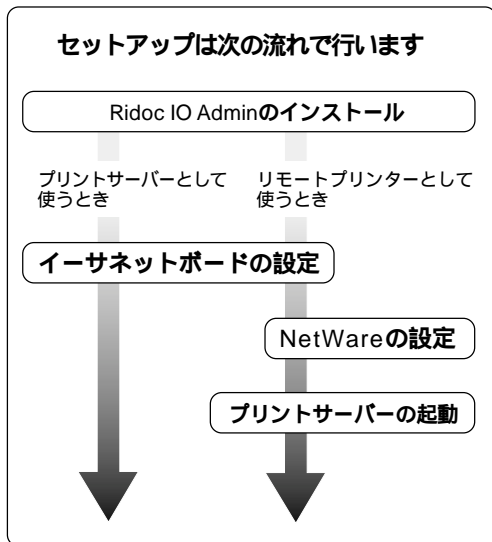 セットアップは次の流れで行います
Ridoc IO Adminのインストール
プリントサーバーとして
使うとき
リモートプリンターとして
使うとき
イーサネットボードの設定
NetWareの設定
プリントサーバーの起動